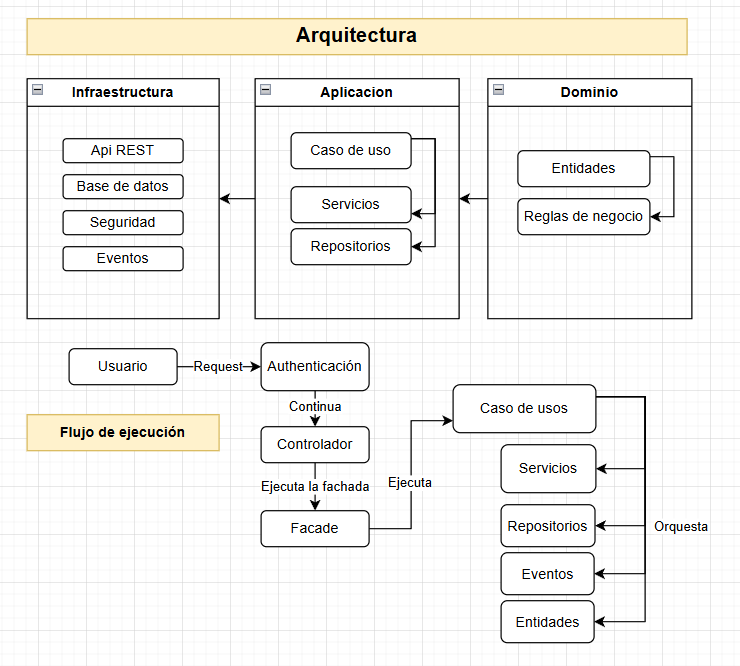 Arquitectura
Infraestructura
Api REST
Base de datos
Seguridad
Eventos
Aplicacion
Caso de uso
Servicios
Repositorios
Dominio
Entidades
Reglas de negocio
Usuario
Request
Authenticación
Continua
Flujo de ejecución
Controlador
Ejecuta la fachada
Facade
Ejecuta
Caso de usos
Servicios
Repositorios
Orquesta
Eventos
Entidades